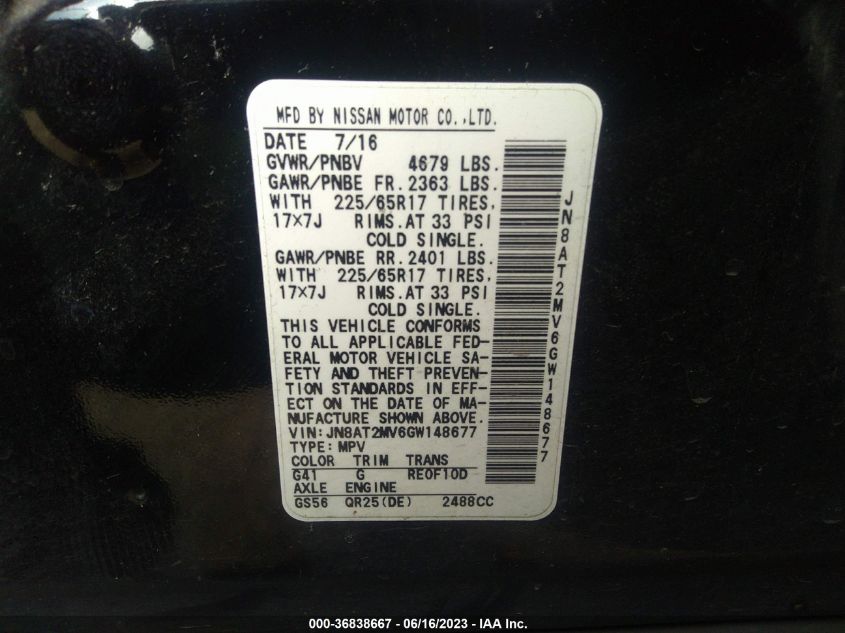 MFD BY NISSAN MOTOR CO.,LTD.
DATE 7/16
GVWR/PNBV 4679 LBS.
GAWR/PNBE FR. 2363 LBS.
WITH 225/65R17 TIRES,
17×7J RIMS.AT 33 PSI
COLD SINGLE.
GAWR/PNBE RR. 2401 LBS.
WITH 225/65R17 TIRES,
17×7J RIMS.AT 33 PSI
COLD SINGLE.
THIS VEHICLE CONFORMS
TO ALL APPLICABLE FED-
ERAL MOTOR VEHICLE SA-
FETY AND THEFT PREVEN-
TION STANDARDS IN EFF-
ECT ON THE DATE OF MA-
NUFACTURE SHOWN ABOVE.
VIN:JN8AT2MV6GW148677
TYPE:MPV
COLOR TRIM TRANS
G41 G RE0F10D
AXLE ENGINE
GS56 QR25(DE) 2488CC
JN8AT2MV6GW148677
000-36838667 - 06/16/2023 - IAA Inc.